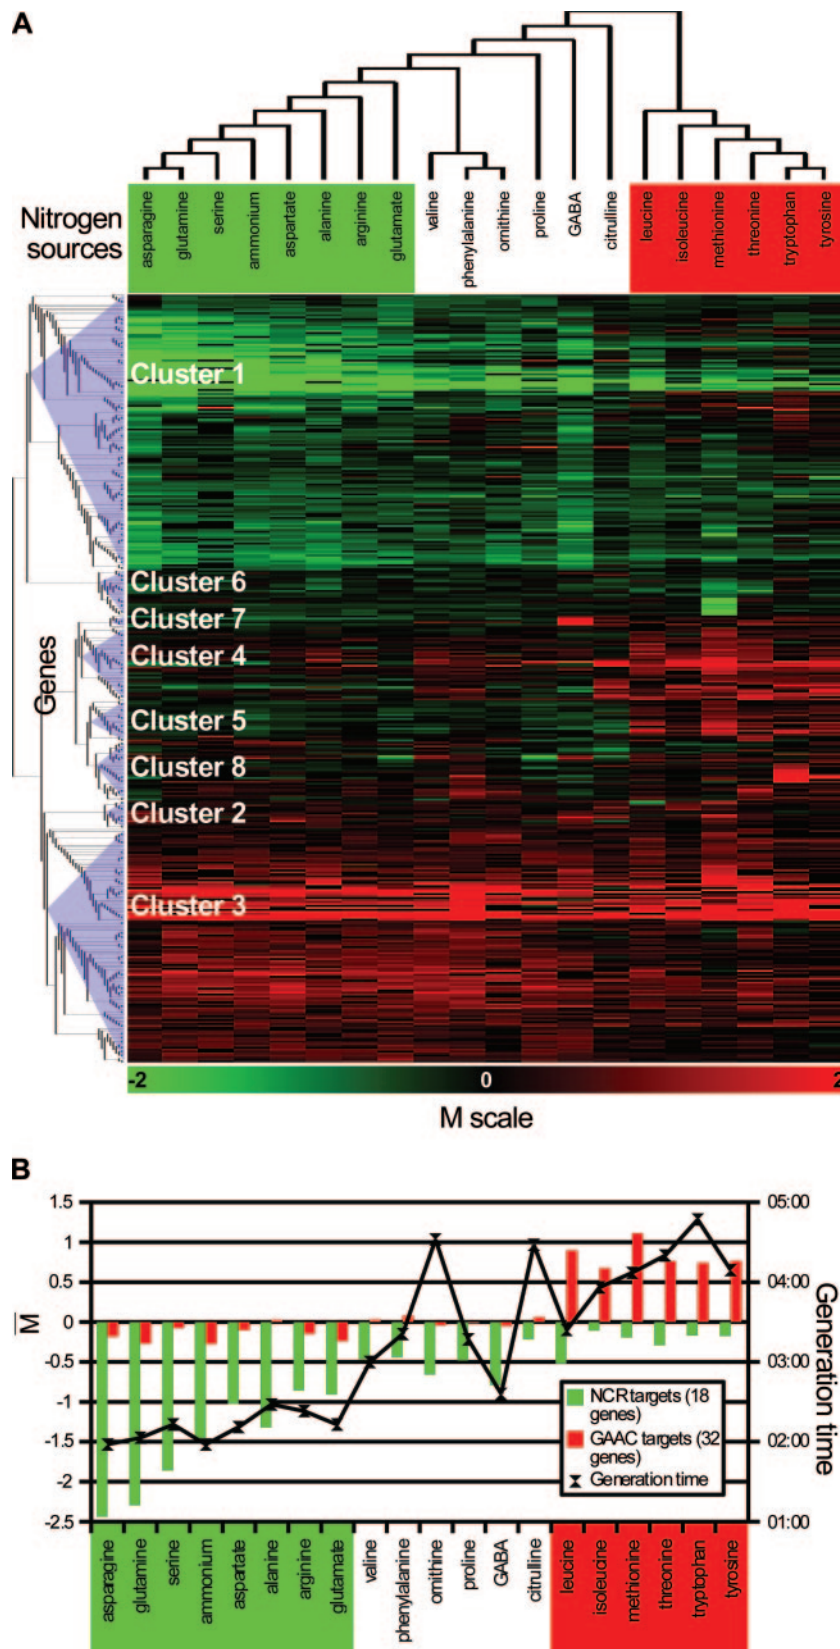 A
Nitrogen
sources
asparagine
glutamine
serine
ammonium
aspartate
alanine
arginine
glutamate
valine
phenylalanine
ornithine
proline
GABA
citrulline
leucine
isoleucine
methionine
threonine
tryptophan
tyrosine
Genes
Cluster 1
Cluster 6
Cluster 7
Cluster 4
Cluster 5
Cluster 8
Cluster 2
Cluster 3
-2 0 2
M scale
B
1.5 05:00
1
0.5 04:00
0
-0.5 03:00
-1
-1.5 02:00
-2
-2.5 01:00
M
Generation time
NCR targets (18
genes)
GAAC targets (32
genes)
Generation time
asparagine
glutamine
serine
ammonium
aspartate
alanine
arginine
glutamate
valine
phenylalanine
ornithine
proline
GABA
citrulline
leucine
isoleucine
methionine
threonine
tryptophan
tyrosine